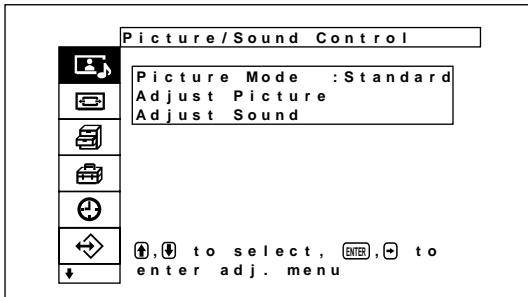 Picture/Sound Control
Picture Mode :Standard
Adjust Picture
Adjust Sound
↑,↓ to select, ENTER,→ to
enter adj. menu